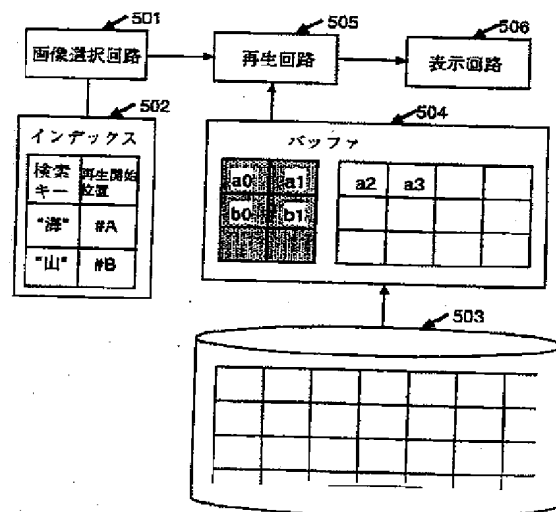 501
画像選択回路
505
再生回路
506
表示回路
502
インデックス
検索キー
再生開始位置
"海"
#A
"山"
#B
504
バッファ
a0
a1
b0
b1
a2
a3
503